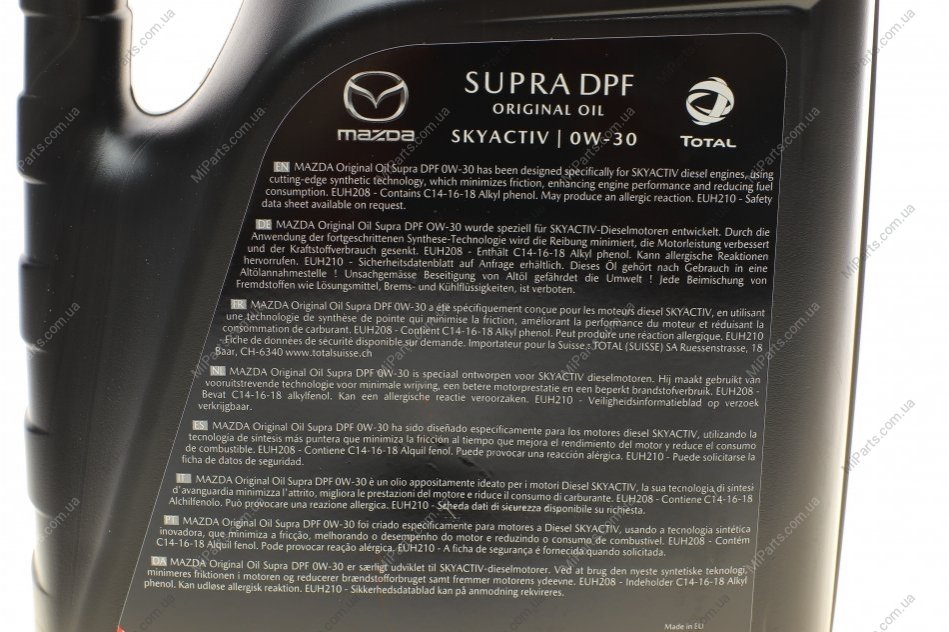 SUPRA DPF
ORIGINAL OIL
SKYACTIV | 0W-30
mazda
TOTAL
EN MAZDA Original Oil Supra DPF 0W-30 has been designed specifically for SKYACTIV diesel engines, using
cutting-edge synthetic technology, which minimizes friction, enhancing engine performance and reducing fuel
consumption. EUH208 - Contains C14-16-18 Alkyl phenol. May produce an allergic reaction. EUH210 - Safety
data sheet available on request.
DE MAZDA Original Oil Supra DPF 0W-30 wurde speziell für SKYACTIV-Dieselmotoren entwickelt. Durch die
Anwendung der fortgeschrittenen Synthese-Technologie wird die Reibung minimiert, die Motorleistung verbessert
und der Kraftstoffverbrauch gesenkt. EUH208 - Enthält C14-16-18 Alkyl phenol. Kann allergische Reaktionen
hervorrufen. EUH210 - Sicherheitsdatenblatt auf Anfrage erhältlich. Dieses Öl gehört nach Gebrauch in eine
Altölannahmestelle ! Unsachgemässe Beseitigung von Altöl gefährdet die Umwelt ! Jede Beimischung von
Fremdstoffen wie Lösungsmittel, Brems- und Kühlflüssigkeiten, ist verboten.
FR MAZDA Original Oil Supra DPF 0W-30 a été spécifiquement conçue pour les moteurs diesel SKYACTIV, en utilisant
une technologie de synthèse de pointe qui minimise la friction, améliorant la performance du moteur et réduisant la
consommation de carburant. EUH208 - Contient C14-16-18 Alkyl phenol. Peut produire une réaction allergique. EUH210
- Fiche de données de sécurité disponible sur demande. Importateur pour la Suisse : TOTAL (SUISSE) SA Ruessenstrasse, 18
Baar, CH-6340 www.totalsuisse.ch
NL MAZDA Original Oil Supra DPF 0W-30 is speciaal ontworpen voor SKYACTIV dieselmotoren. Hij maakt gebruikt van
vooruitstrevende technologie voor minimale wrijving, een betere motorprestatie en een beperkt brandstofverbruik. EUH208 -
Bevat C14-16-18 alkylfenol. Kan een allergische reactie veroorzaken. EUH210 - Veiligheidsinformatieblad op verzoek
verkrijgbaar.
ES MAZDA Original Oil Supra DPF 0W-30 ha sido diseñado especificamente para los motores diesel SKYACTIV, utilizando la
tecnología de sintesis más puntera que minimiza la fricción al tiempo que mejora el rendimiento del motor y reduce el consumo
de combustible. EUH208 - Contiene C14-16-18 Alquil fenol. Puede provocar una reacción alérgica. EUH210 - Puede solicitarse la
ficha de datos de seguridad.
IT MAZDA Original Oil Supra DPF 0W-30 è un olio appositamente ideato per i motori Diesel SKYACTIV, la sua tecnologia di sintesi
d'avanguardia minimizza l'attrito, migliora le prestazioni del motore e riduce il consumo di carburante. EUH208 - Contiene C14-16-18
Alchilfenolo. Può provocare una reazione allergica. EUH210 - Scheda dati di sicurezza disponibile su richiesta.
PT MAZDA Original Oil Supra DPF 0W-30 foi criado especificamente para motores a Diesel SKYACTIV, usando a tecnologia sintética
inovadora, que minimiza a fricção, melhorando o desempenho do motor e reduzindo o consumo de combustível. EUH208 - Contém
C14-16-18 Alquil fenol. Pode provocar reação alérgica. EUH210 - A ficha de segurança é fornecida quando solicitada.
DA MAZDA Original Oil Supra DPF 0W-30 er særligt udviklet til SKYACTIV-dieselmotorer. Ved at brug den nyeste syntetiske teknologi,
minimeres friktionen i motoren og reducerer brændstofforbruget samt fremmer motorens ydeevne. EUH208 - Indeholder C14-16-18 Alkyl
phenol. Kan udløse allergisk reaktion. EUH210 - Sikkerhedsdatablad kan på anmodning rekvireres.
Made in EU
MiParts.com.ua